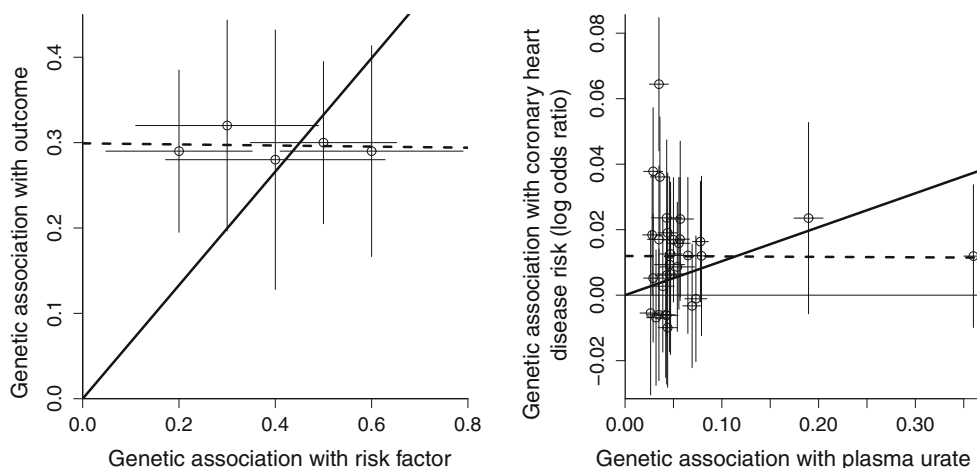 Genetic association with outcome
0.4
0.3
0.2
0.1
0.0
0.0 0.2 0.4 0.6 0.8
Genetic association with risk factor
Genetic association with coronary heart
disease risk (log odds ratio)
0.08
0.06
0.04
0.02
0.00
−0.02
0.00 0.10 0.20 0.30
Genetic association with plasma urate